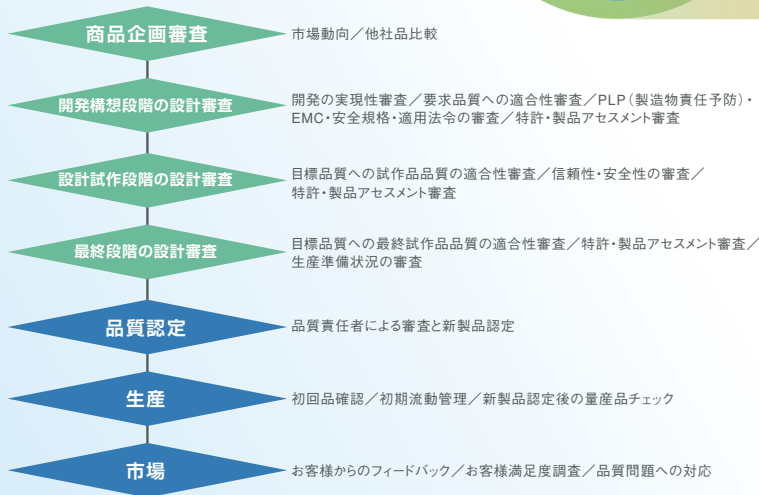 商品企画審査
市場動向／他社品比較
開発構想段階の設計審査
開発の実現性審査／要求品質への適合性審査／PLP（製造物責任予防）・
EMC・安全規格・適用法令の審査／特許・製品アセスメント審査
設計試作段階の設計審査
目標品質への試作品品質の適合性審査／信頼性・安全性の審査／
特許・製品アセスメント審査
最終段階の設計審査
目標品質への最終試作品品質の適合性審査／特許・製品アセスメント審査／
生産準備状況の審査
品質認定
品質責任者による審査と新製品認定
生産
初回品確認／初期流動管理／新製品認定後の量産品チェック
市場
お客様からのフィードバック／お客様満足度調査／品質問題への対応